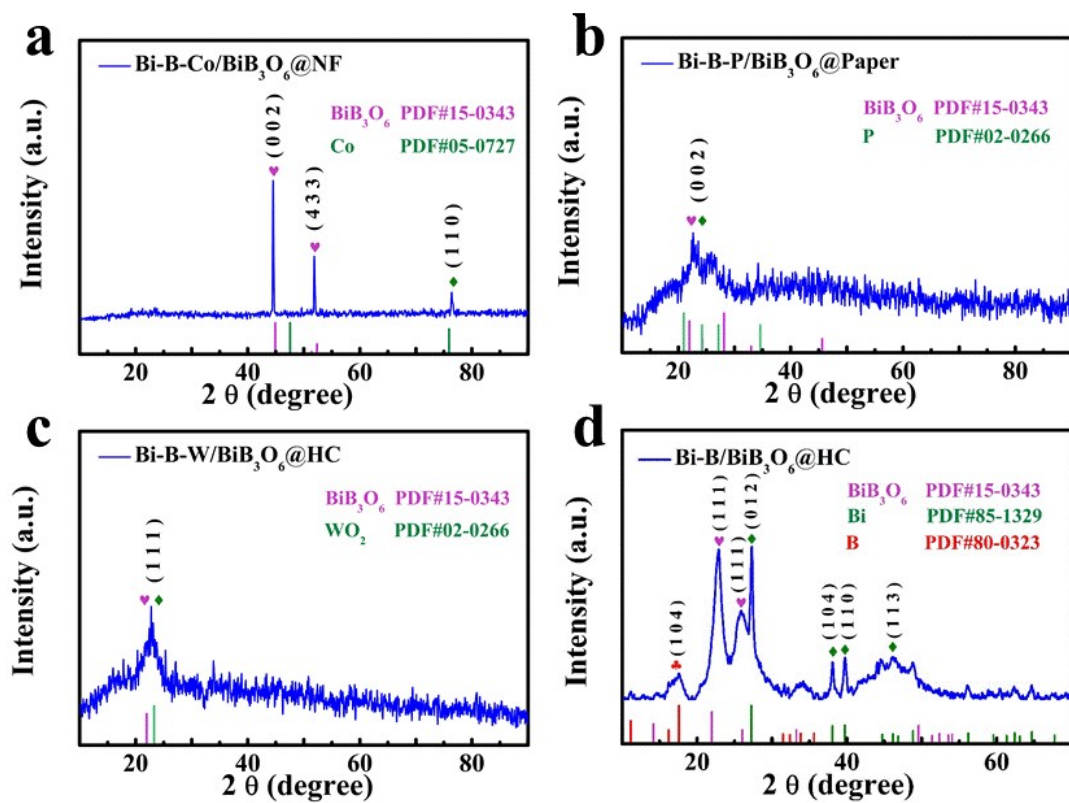 a
Bi-B-Co/BiB₃O₆@NF
BiB₃O₆ PDF#15-0343
Co PDF#05-0727
(002)
(433)
(110)
Intensity (a.u.)
20 40 60 80
2 θ (degree)
b
Bi-B-P/BiB₃O₆@Paper
BiB₃O₆ PDF#15-0343
P PDF#02-0266
(002)
Intensity (a.u.)
20 40 60 80
2 θ (degree)
c
Bi-B-W/BiB₃O₆@HC
BiB₃O₆ PDF#15-0343
WO₂ PDF#02-0266
(111)
Intensity (a.u.)
20 40 60 80
2 θ (degree)
d
Bi-B/BiB₃O₆@HC
BiB₃O₆ PDF#15-0343
Bi PDF#85-1329
B PDF#80-0323
(104)
(111)
(111)
(012)
(104)
(110)
(113)
Intensity (a.u.)
20 40 60
2 θ (degree)